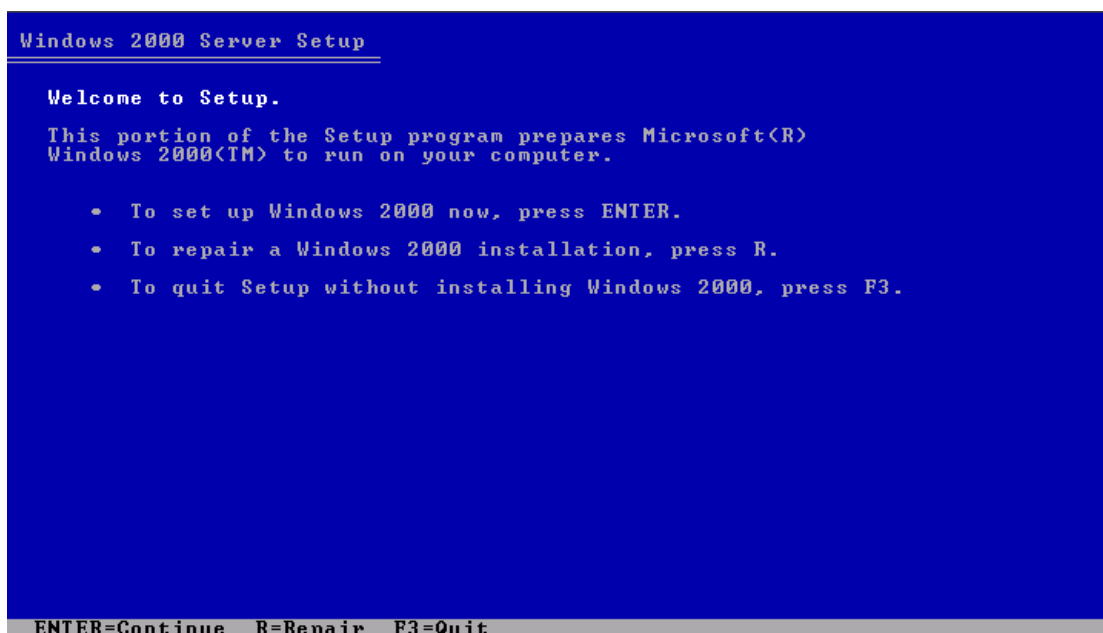 Windows 2000 Server Setup
Welcome to Setup.
This portion of the Setup program prepares Microsoft(R)
Windows 2000(TM) to run on your computer.
• To set up Windows 2000 now, press ENTER.
• To repair a Windows 2000 installation, press R.
• To quit Setup without installing Windows 2000, press F3.
ENTER=Continue R=Repair F3=Quit